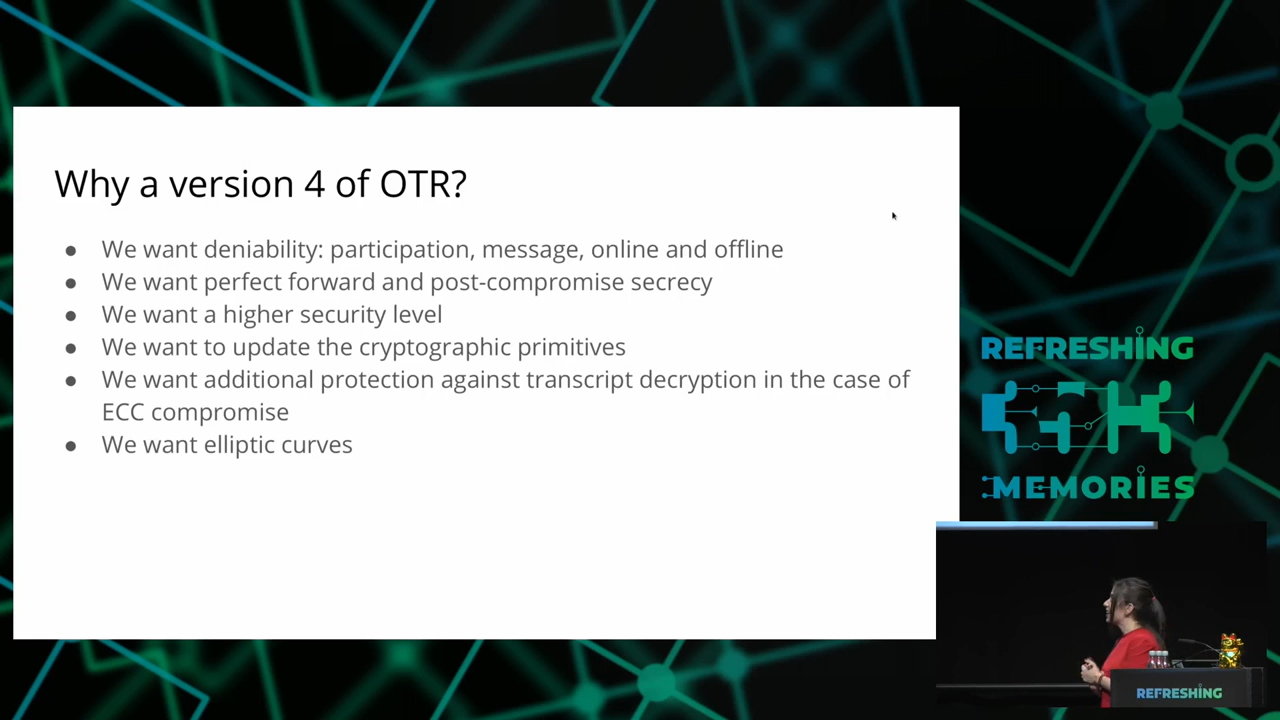 Why a version 4 of OTR?
● We want deniability: participation, message, online and offline
● We want perfect forward and post-compromise secrecy
● We want a higher security level
● We want to update the cryptographic primitives
● We want additional protection against transcript decryption in the case of
ECC compromise
● We want elliptic curves
REFRESHING
35C3
MEMORIES
REFRESHING